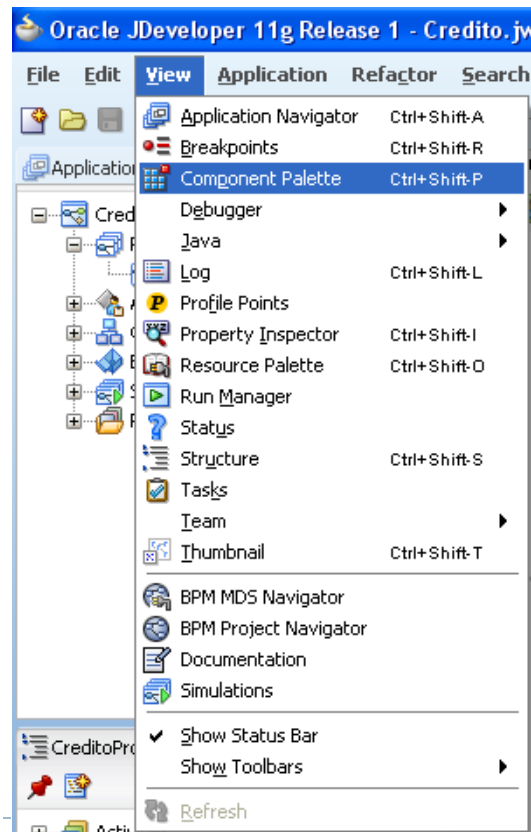 Oracle JDeveloper 11g Release 1 - Credito.jw
File Edit View Application Refactor Search
Application Navigator Ctrl+Shift-A
Breakpoints Ctrl+Shift-R
Component Palette Ctrl+Shift-P
Debugger
Java
Log Ctrl+Shift-L
Profile Points
Property Inspector Ctrl+Shift-I
Resource Palette Ctrl+Shift-O
Run Manager
Status
Structure Ctrl+Shift-S
Tasks
Team
Thumbnail Ctrl+Shift-T
BPM MDS Navigator
BPM Project Navigator
Documentation
Simulations
Show Status Bar
Show Toolbars
Refresh
Application
Cred
CreditoPro
Activ